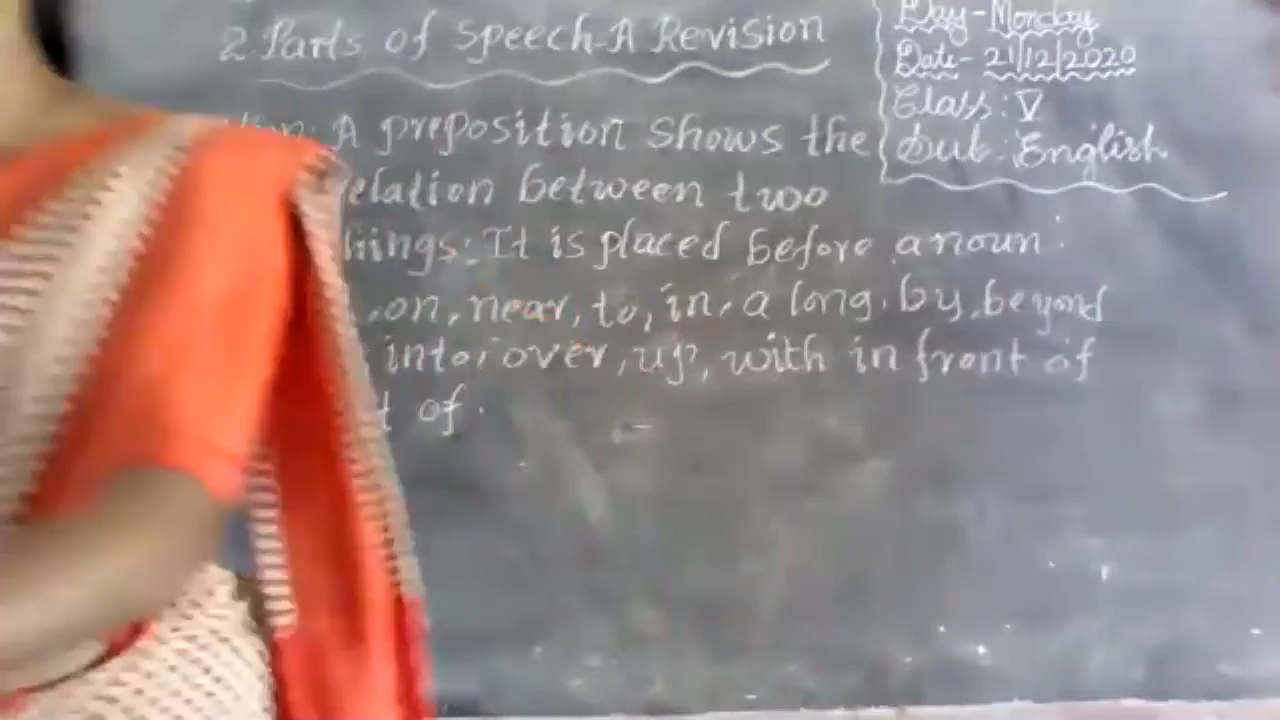 2. Parts of Speech-A Revision
A preposition shows the
elation between two
hings: It is placed before a noun.
,on, near, to, in, a long, by, beyond
into, over, up, with in front of
t of.
Day-Monday
Date-21/12/2020
Class: V
Sub: English